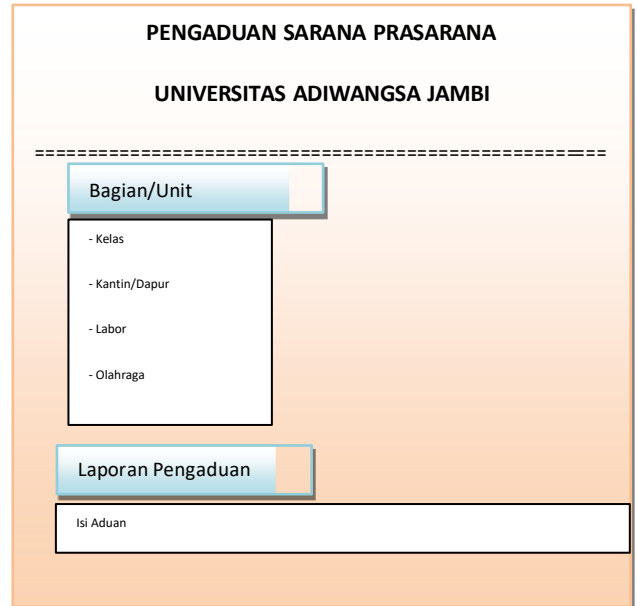 PENGADUAN SARANA PRASARANA
UNIVERSITAS ADIWANGSA JAMBI
=======================================================
Bagian/Unit
- Kelas
- Kantin/Dapur
- Labor
- Olahraga
Laporan Pengaduan
Isi Aduan